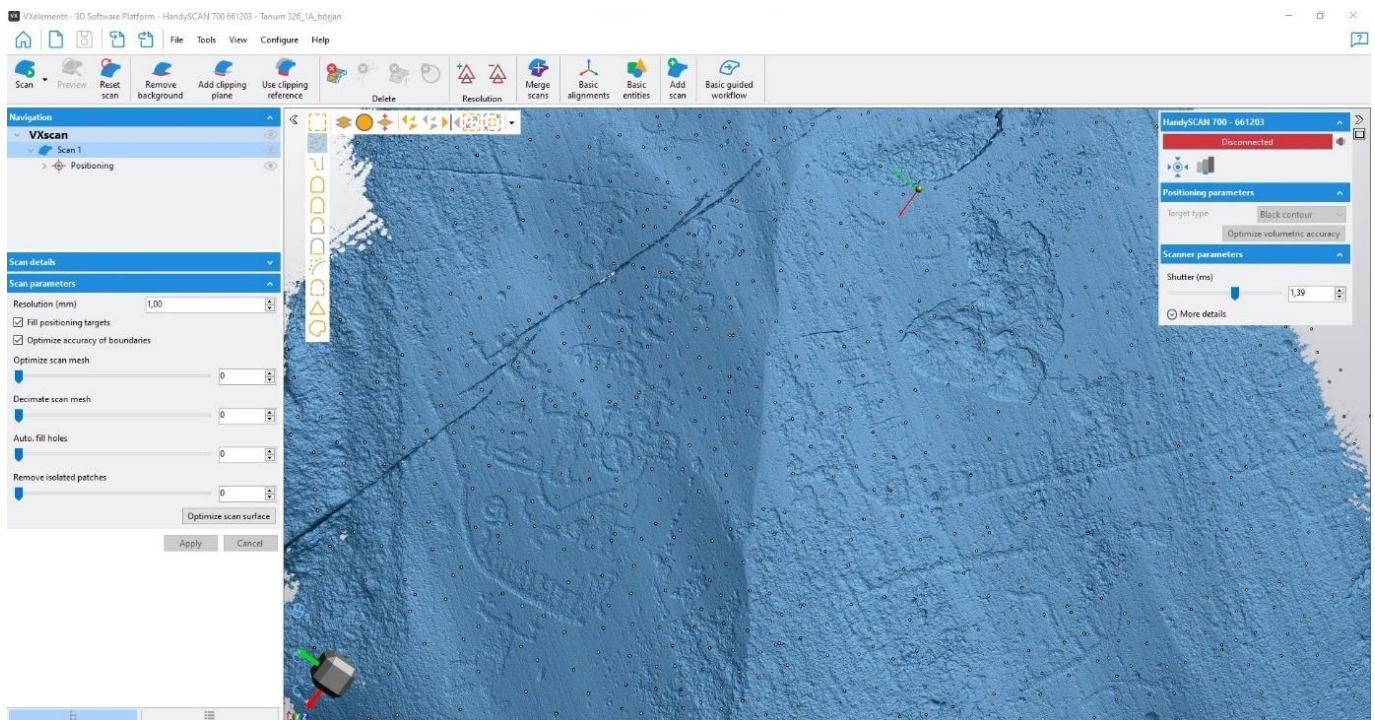 VXelements - 3D Software Platform - HandySCAN 700 661203 - Tanum 326_1A_borjan
File Tools View Configure Help
Scan
Preview
Reset scan
Remove background
Add clipping plane
Use clipping reference
Delete
Resolution
Merge scans
Basic alignments
Basic entities
Add scan
Basic guided workflow
Navigation
VXscan
Scan 1
Positioning
Scan details
Scan parameters
Resolution (mm) 1,00
Fill positioning targets
Optimize accuracy of boundaries
Optimize scan mesh
0
Decimate scan mesh
0
Auto. fill holes
0
Remove isolated patches
0
Optimize scan surface
Apply Cancel
HandySCAN 700 - 661203
Disconnected
Positioning parameters
Target type Black contour
Optimize volumetric accuracy
Scanner parameters
Shutter (ms)
1,39
More details